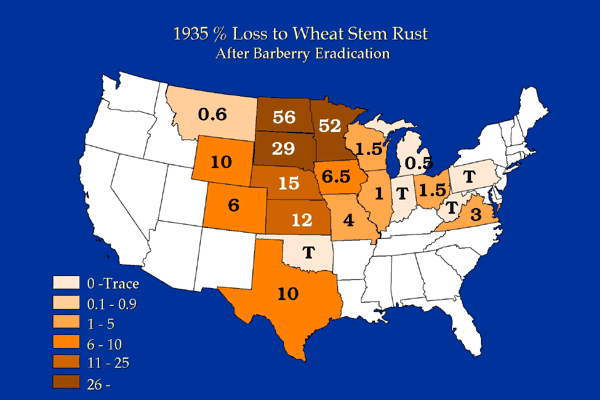 1935 % Loss to Wheat Stem Rust
After Barberry Eradication
0.6
56
52
10
29
1.5
0.5
15
6.5
T
6
1
T
1.5
12
4
T
3
T
10
0 -Trace
0.1 - 0.9
1 - 5
6 - 10
11 - 25
26 -